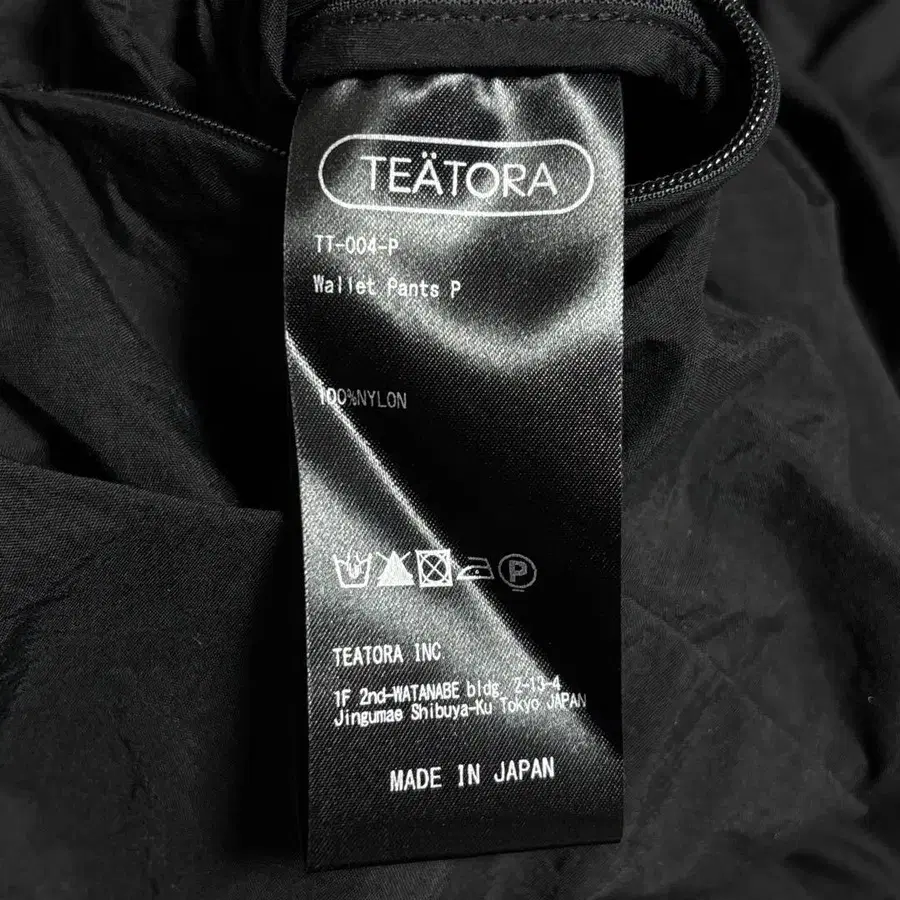 TEÄTORA
TT-004-P
Wallet Pants P
100%NYLON
P
TEATORA INC
1F 2nd-WATANABE bldg, 2-13-4
Jingumae Shibuya-Ku Tokyo JAPAN
MADE IN JAPAN